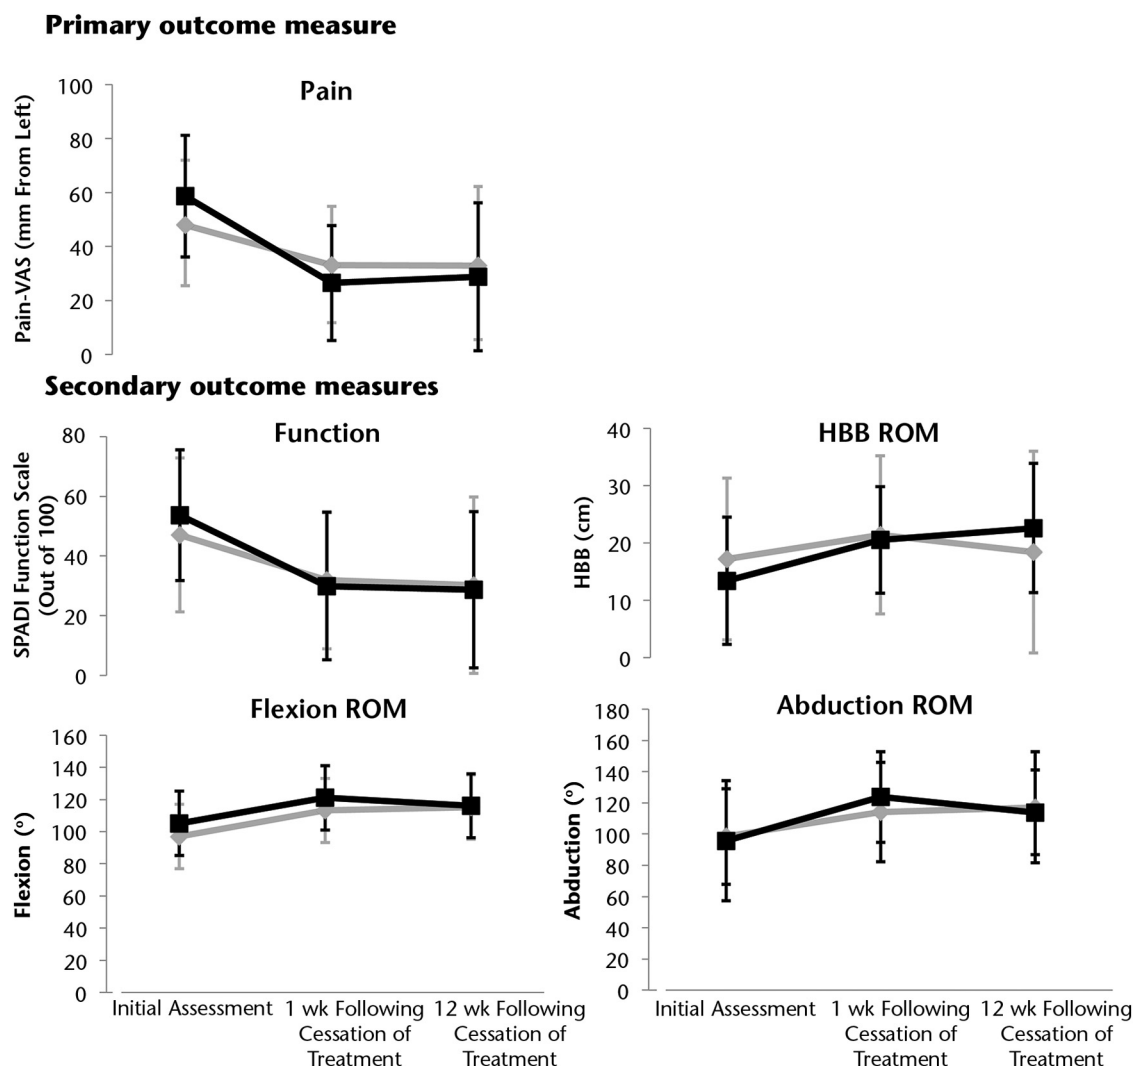 Primary outcome measure
Pain
Pain-VAS (mm From Left)
100
80
60
40
20
0
Secondary outcome measures
Function
SPADI Function Scale
(Out of 100)
80
60
40
20
0
HBB ROM
HBB (cm)
40
30
20
10
0
Flexion ROM
Flexion (°)
160
140
120
100
80
60
40
20
0
Initial Assessment
1 wk Following
Cessation of
Treatment
12 wk Following
Cessation of
Treatment
Abduction ROM
Abduction (°)
180
160
140
120
100
80
60
40
20
0
Initial Assessment
1 wk Following
Cessation of
Treatment
12 wk Following
Cessation of
Treatment